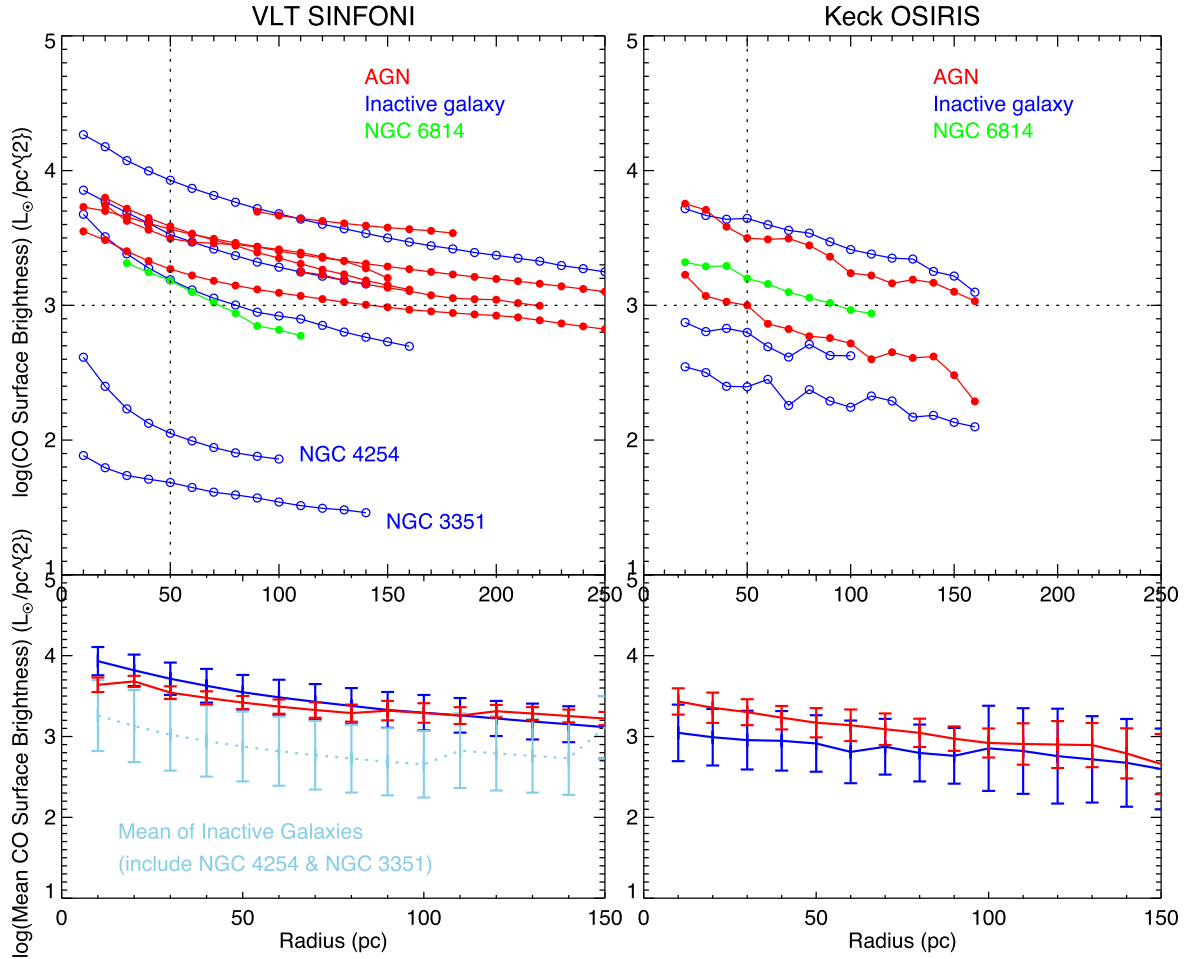 VLT SINFONI
Keck OSIRIS
log(CO Surface Brightness) (L☉/pc^{2})
5
4
3
2
1
AGN
Inactive galaxy
NGC 6814
NGC 4254
NGC 3351
0 50 100 150 200 250
5
4
3
2
1
AGN
Inactive galaxy
NGC 6814
0 50 100 150 200 250
log(Mean CO Surface Brightness) (L☉/pc^{2})
5
4
3
2
1
Mean of Inactive Galaxies
(include NGC 4254 & NGC 3351)
0 50 100 150
Radius (pc)
5
4
3
2
1
0 50 100 150
Radius (pc)